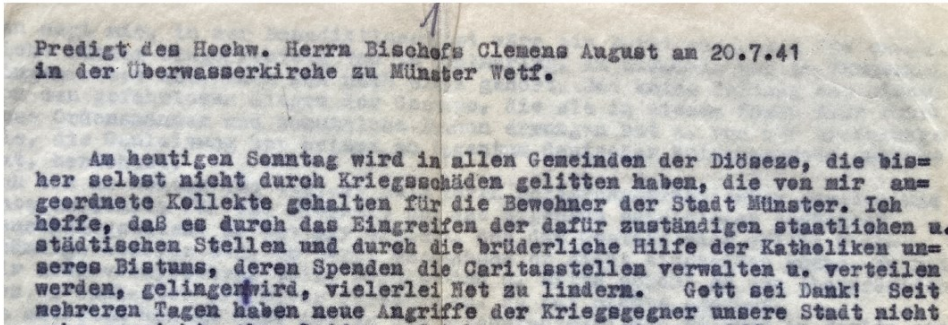 1
Predigt des Hochw. Herrn Bischofs Clemens August am 20.7.41
in der Überwasserkirche zu Münster Wetf.
Am heutigen Sonntag wird in allen Gemeinden der Diöseze, die bis=
her selbst nicht durch Kriegsschäden gelitten haben, die von mir an=
geordnete Kollekte gehalten für die Bewohner der Stadt Münster. Ich
hoffe, daß es durch das Eingreifen der dafür zuständigen staatlichen u.
städtischen Stellen und durch die brüderliche Hilfe der Katholiken un=
seres Bistums, deren Spenden die Caritasstellen verwalten u. verteilen
werden, gelingen wird, vielerlei Not zu lindern. Gott sei Dank! Seit
mehreren Tagen haben neue Angriffe der Kriegsgegner unsere Stadt nicht